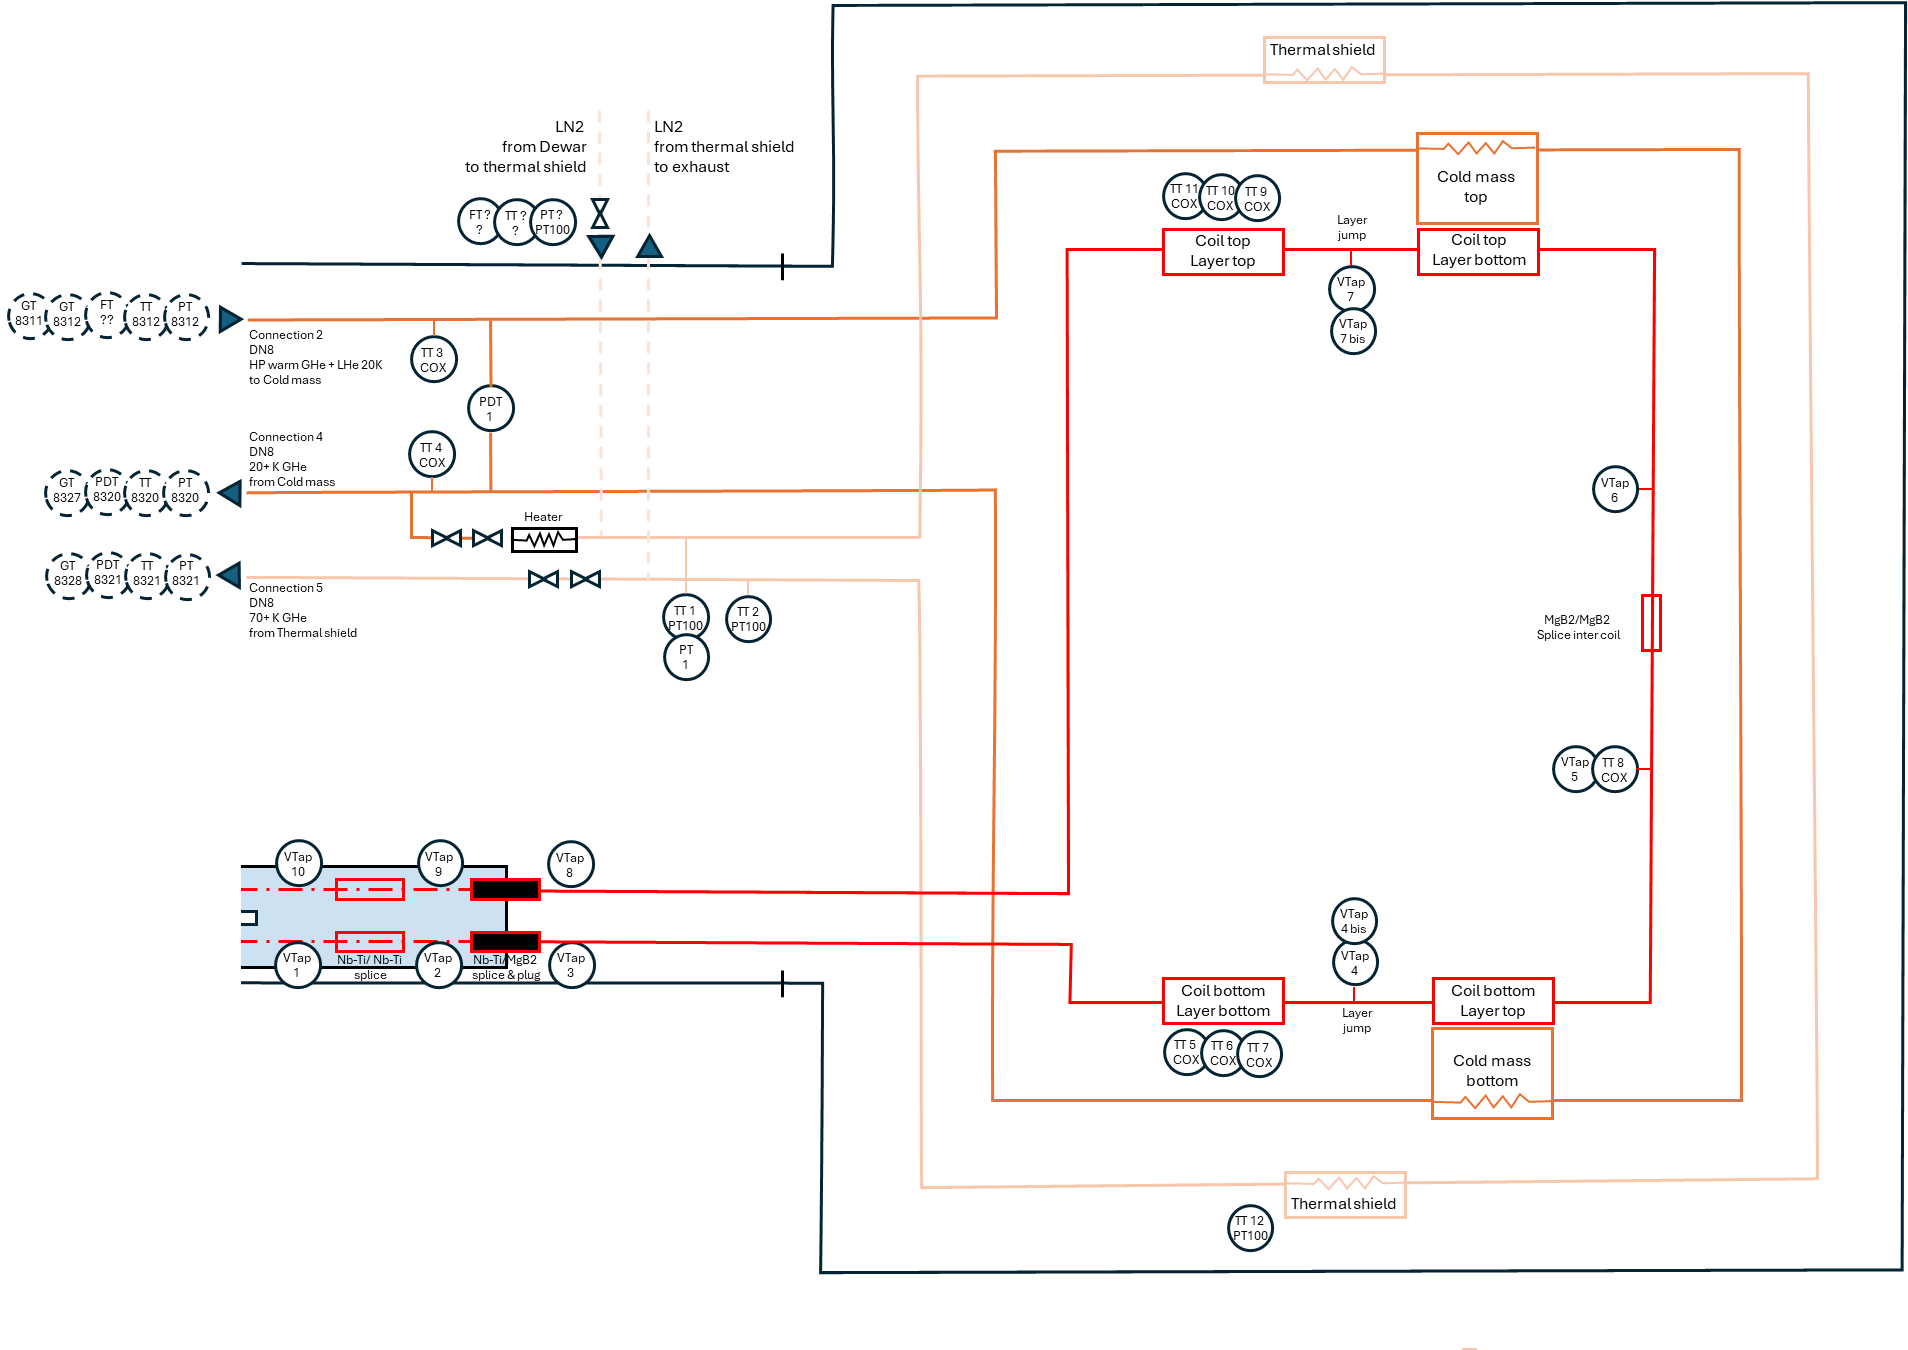 Thermal shield
LN2
from Dewar
to thermal shield
LN2
from thermal shield
to exhaust
Cold mass
top
TT 11
COX
TT 10
COX
TT 9
COX
FT ?
?
TT ?
?
PT ?
PT100
Layer
jump
Coil top
Layer top
Coil top
Layer bottom
VTap
7
VTap
7 bis
GT
8311
GT
8312
FT
??
TT
8312
PT
8312
Connection 2
DN8
HP warm GHe + LHe 20K
to Cold mass
TT 3
COX
PDT
1
Connection 4
DN8
20+ K GHe
from Cold mass
TT 4
COX
GT
8327
PDT
8320
TT
8320
PT
8320
VTap
6
Heater
GT
8328
PDT
8321
TT
8321
PT
8321
Connection 5
DN8
70+ K GHe
from Thermal shield
TT 1
PT100
TT 2
PT100
PT
1
MgB2/MgB2
Splice inter coil
VTap
5
TT 8
COX
VTap
10
VTap
9
VTap
8
VTap
1
Nb-Ti/ Nb-Ti
splice
VTap
2
Nb-Ti/MgB2
splice & plug
VTap
3
VTap
4 bis
VTap
4
Coil bottom
Layer bottom
Layer
jump
Coil bottom
Layer top
TT 5
COX
TT 6
COX
TT 7
COX
Cold mass
bottom
Thermal shield
TT 12
PT100